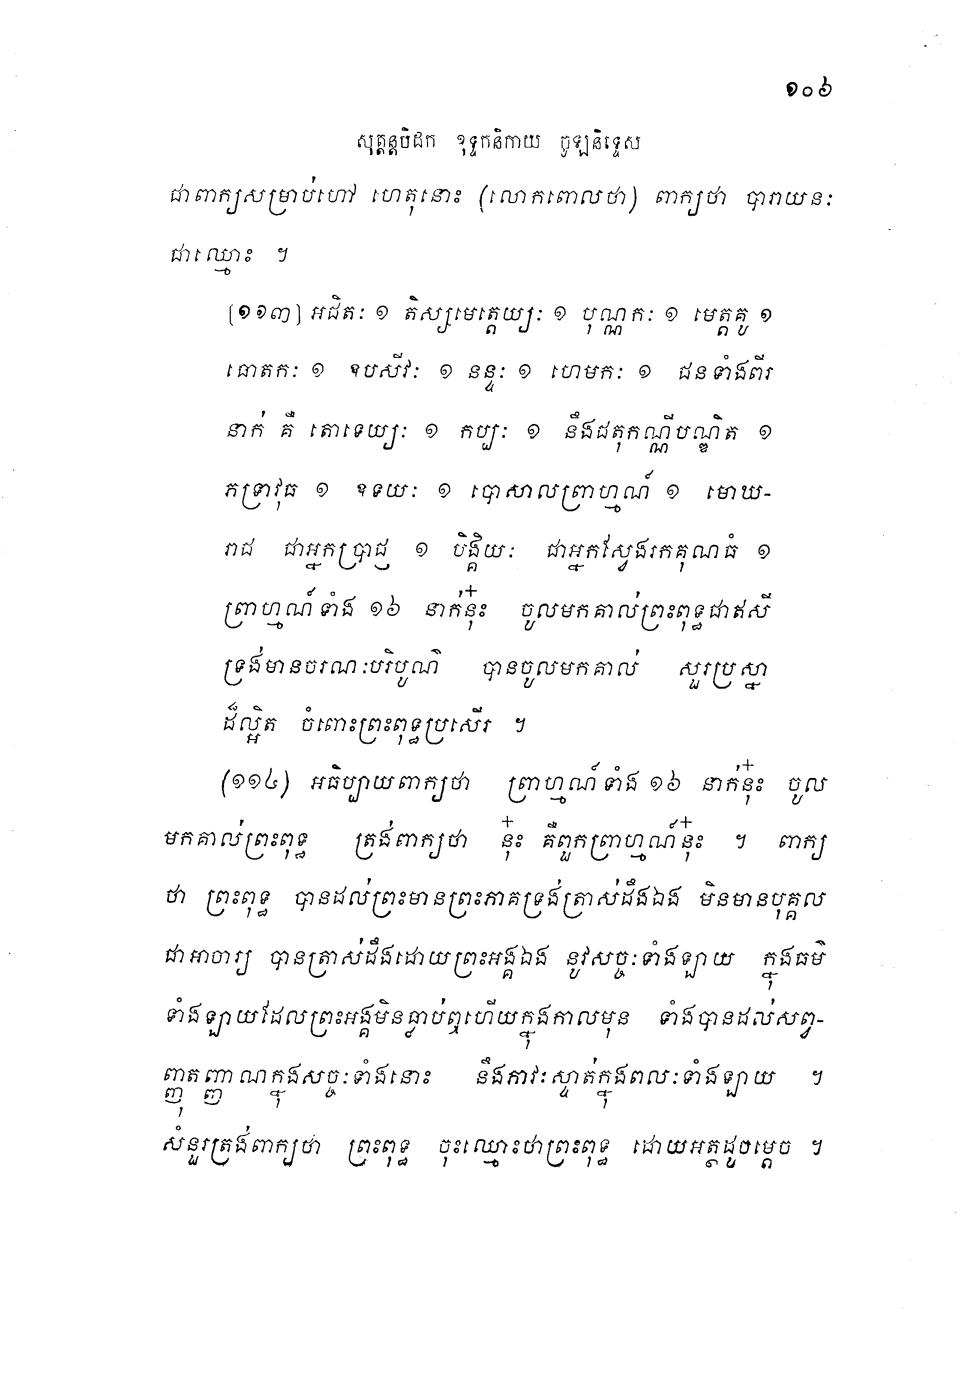 ១០៦
សុត្តន្តបិដក ខុទ្ទកនិកាយ ចូឡនិទ្ទេស
ជាពាក្យសម្រាប់ហៅ ហេតុនោះ (លោកពោលថា) ពាក្យថា បារាយនៈ
ជាឈ្មោះ ។
(១១៣) អជិតៈ ១ តិស្សមេត្តេយ្យៈ ១ បុណ្ណកៈ ១ មេត្តគូ ១
ធោតកៈ ១ ឧបសីវៈ ១ នន្ទៈ ១ ហេមកៈ ១ ជនទាំងពីរ
នាក់ គឺ តោទេយ្យៈ ១ កប្បៈ ១ នឹងជតុកណ្ណីបណ្ឌិត ១
ភទ្រាវុធ ១ ឧទយៈ ១ បោសាលព្រាហ្មណ៍ ១ មោឃ-
រាជ ជាអ្នកប្រាជ្ញ ១ បិង្គិយៈ ជាអ្នកស្វែងរកគុណធំ ១
ព្រាហ្មណ៍ទាំង ១៦ នាក់នុ៎ះ ចូលមកគាល់ព្រះពុទ្ធជាឥសី
ទ្រង់មានចរណៈបរិបូណ៌ បានចូលមកគាល់ សួរប្រស្នា
ដ៏ល្អិត ចំពោះព្រះពុទ្ធប្រសើរ ។
(១១៤) អធិប្បាយពាក្យថា ព្រាហ្មណ៍ទាំង ១៦ នាក់នុ៎ះ ចូល
មកគាល់ព្រះពុទ្ធ ត្រង់ពាក្យថា នុ៎ះ គឺពួកព្រាហ្មណ៍នុ៎ះ ។ ពាក្យ
ថា ព្រះពុទ្ធ បានដល់ព្រះមានព្រះភាគទ្រង់ត្រាស់ដឹងឯង មិនមានបុគ្គល
ជាអាចារ្យ បានត្រាស់ដឹងដោយព្រះអង្គឯង នូវសច្ចៈទាំងឡាយ ក្នុងធម៌
ទាំងឡាយដែលព្រះអង្គមិនធ្លាប់ឮហើយក្នុងកាលមុន ទាំងបានដល់សព្វ-
ញ្ញុតញ្ញាណក្នុងសច្ចៈទាំងនោះ នឹងភាវៈស្ទាត់ក្នុងពលៈទាំងឡាយ ។
សំនួរត្រង់ពាក្យថា ព្រះពុទ្ធ ចុះឈ្មោះថាព្រះពុទ្ធ ដោយអត្ថដូចម្តេច ។